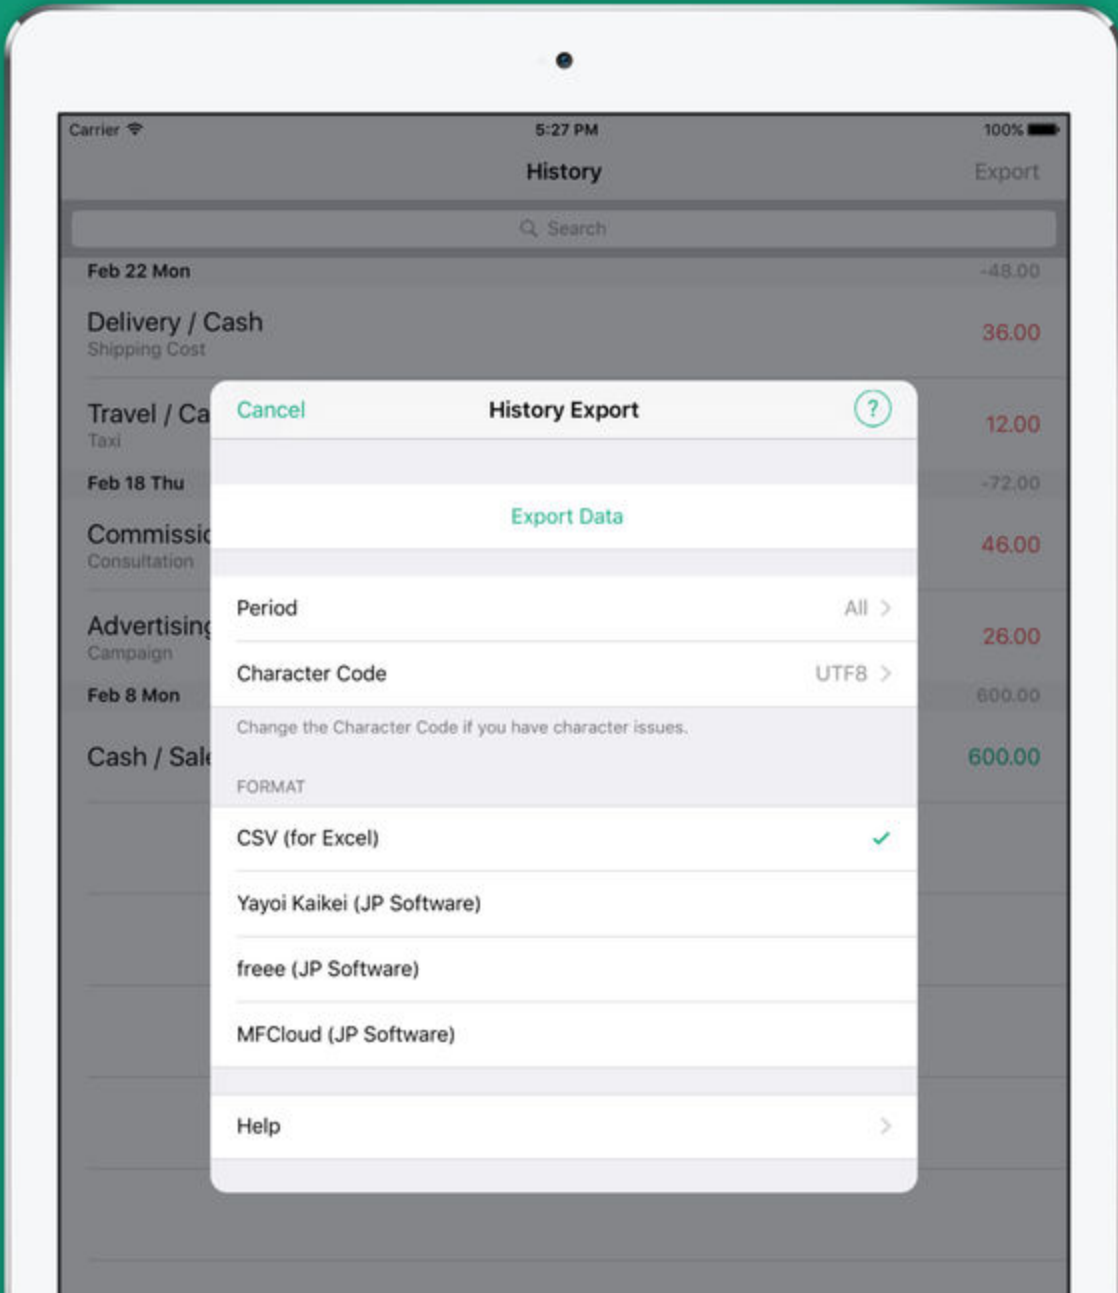 Carrier
5:27 PM
100%
History
Export
Search
Feb 22 Mon
-48.00
Delivery / Cash
36.00
Shipping Cost
Travel / Ca
12.00
Taxi
Feb 18 Thu
-72.00
Commissio
46.00
Consultation
Advertising
26.00
Campaign
Feb 8 Mon
600.00
Cash / Sale
600.00
Cancel
History Export
?
Export Data
Period
All
Character Code
UTF8
Change the Character Code if you have character issues.
FORMAT
CSV (for Excel)
Yayoi Kaikei (JP Software)
freee (JP Software)
MFCloud (JP Software)
Help